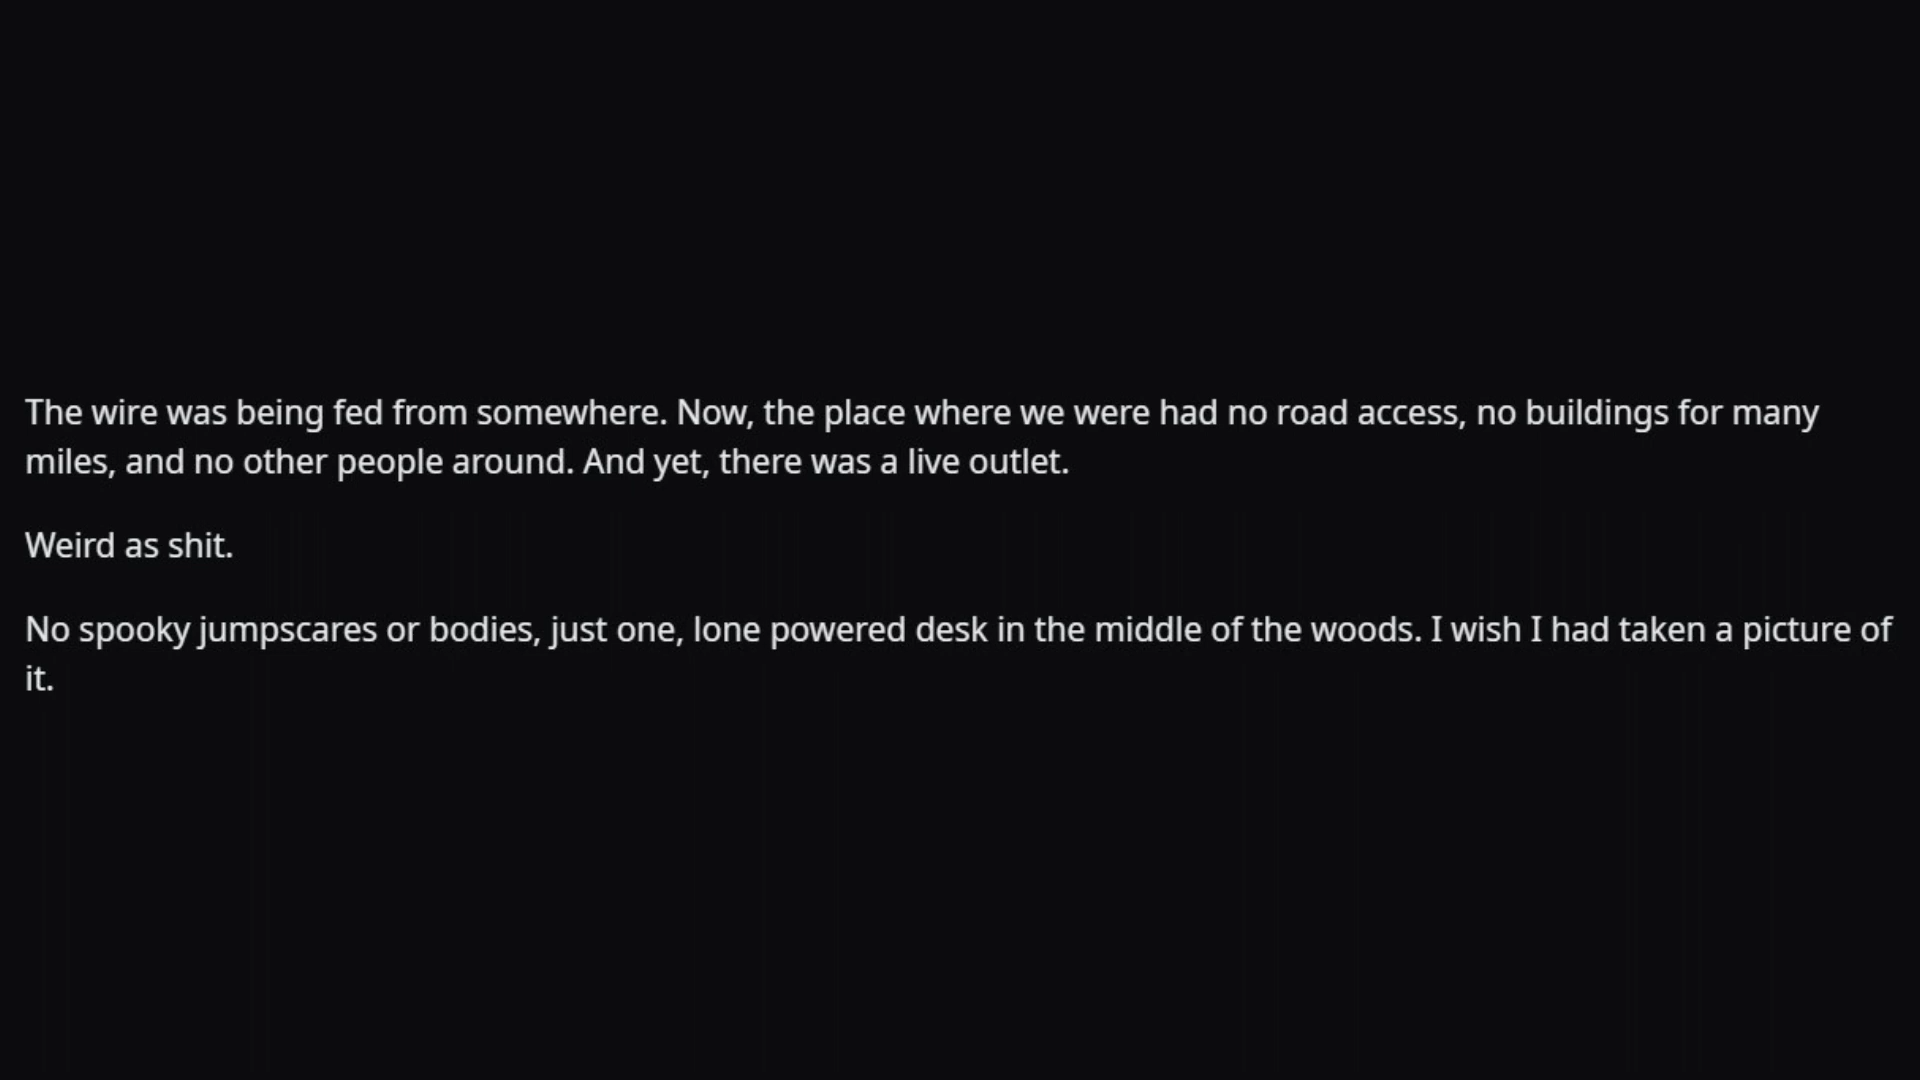 The wire was being fed from somewhere. Now, the place where we were had no road access, no buildings for many
miles, and no other people around. And yet, there was a live outlet.
Weird as shit.
No spooky jumpscares or bodies, just one, lone powered desk in the middle of the woods. I wish I had taken a picture of
it.